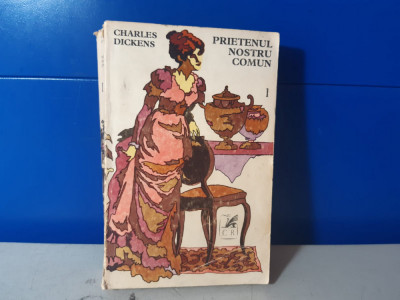 CHARLES
DICKENS
PRIETENUL
NOSTRU
COMUN
1
C R